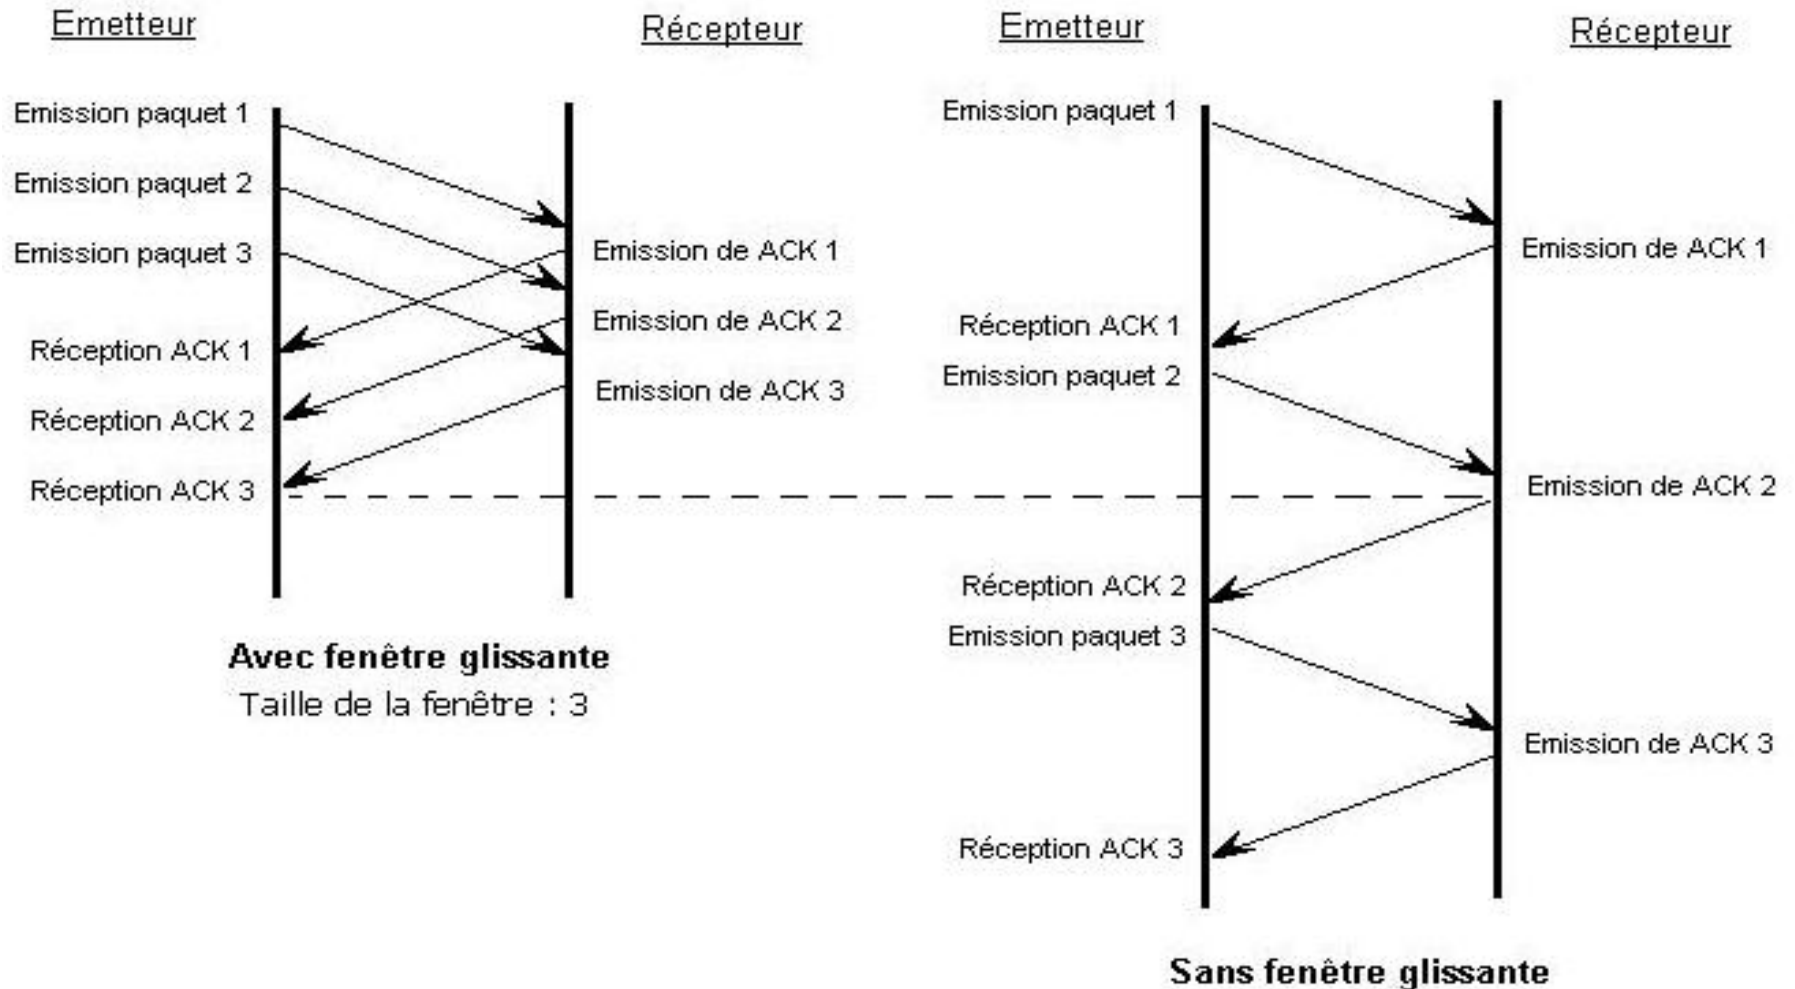 Emetteur
Récepteur
Emission paquet 1
Emission paquet 2
Emission paquet 3
Emission de ACK 1
Emission de ACK 2
Emission de ACK 3
Réception ACK 1
Réception ACK 2
Réception ACK 3
Avec fenêtre glissante
Taille de la fenêtre : 3
Emetteur
Récepteur
Emission paquet 1
Emission de ACK 1
Réception ACK 1
Emission paquet 2
Emission de ACK 2
Réception ACK 2
Emission paquet 3
Emission de ACK 3
Réception ACK 3
Sans fenêtre glissante